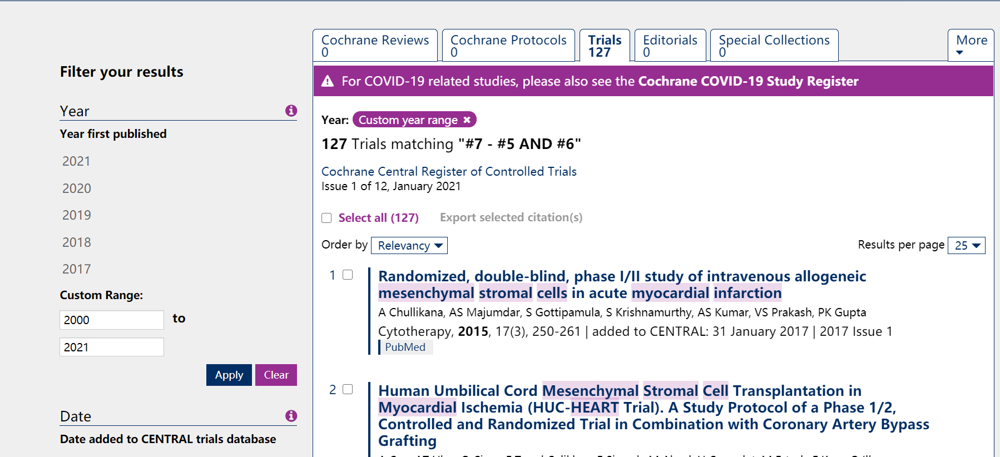 Cochrane Reviews
0
Cochrane Protocols
0
Trials
127
Editorials
0
Special Collections
0
More
Filter your results
Year
Year first published
2021
2020
2019
2018
2017
Custom Range:
2000
to
2021
Apply
Clear
Date
Date added to CENTRAL trials database
For COVID-19 related studies, please also see the Cochrane COVID-19 Study Register
Year: Custom year range
127 Trials matching "#7 - #5 AND #6"
Cochrane Central Register of Controlled Trials
Issue 1 of 12, January 2021
Select all (127) Export selected citation(s)
Order by Relevancy
Results per page 25
1
Randomized, double-blind, phase I/II study of intravenous allogeneic
mesenchymal stromal cells in acute myocardial infarction
A Chullikana, AS Majumdar, S Gottipamula, S Krishnamurthy, AS Kumar, VS Prakash, PK Gupta
Cytotherapy, 2015, 17(3), 250-261 | added to CENTRAL: 31 January 2017 | 2017 Issue 1
PubMed
2
Human Umbilical Cord Mesenchymal Stromal Cell Transplantation in
Myocardial Ischemia (HUC-HEART Trial). A Study Protocol of a Phase 1/2,
Controlled and Randomized Trial in Combination with Coronary Artery Bypass
Grafting